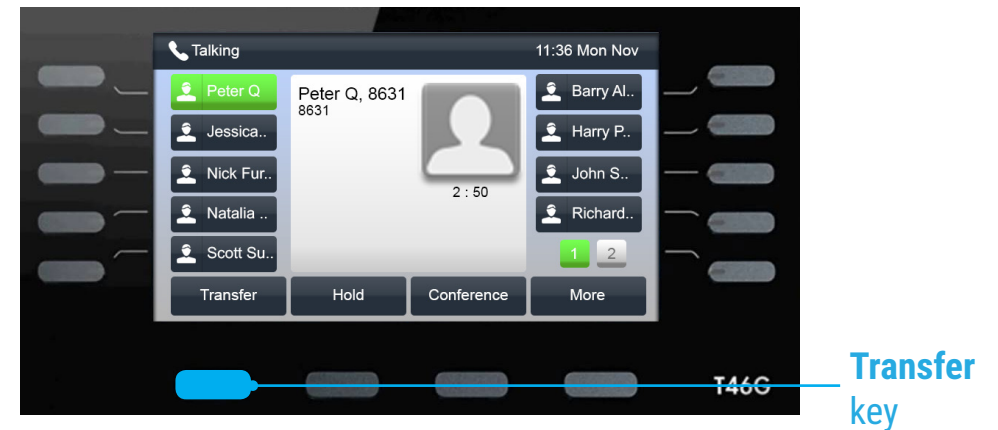 Talking
11:36 Mon Nov
Peter Q
Jessica..
Nick Fur..
Natalia ..
Scott Su..
Peter Q, 8631
8631
2 : 50
Barry Al..
Harry P..
John S..
Richard..
1 2
Transfer Hold Conference More
T46G
Transfer
key